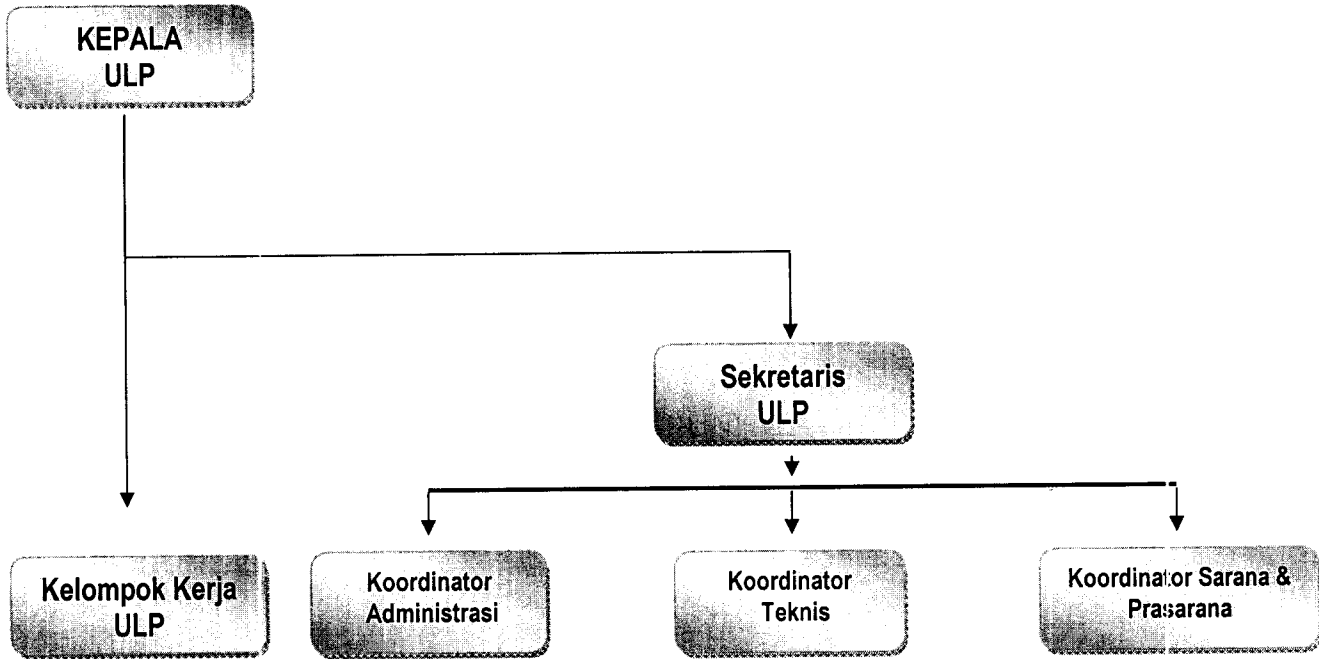 KEPALA
ULP
Sekretaris
ULP
Kelompok Kerja
ULP
Koordinator
Administrasi
Koordinator
Teknis
Koordinator Sarana &
Prasarana